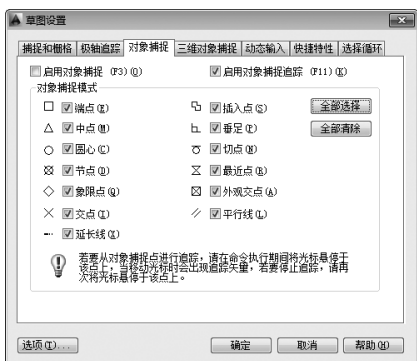 草图设置
捕捉和栅格 极轴追踪 对象捕捉 三维对象捕捉 动态输入 快捷特性 选择循环
启用对象捕捉 (F3)(O) 启用对象捕捉追踪 (F11)(K)
对象捕捉模式
端点(E) 插入点(S) 全部选择
中点(M) 垂足(P) 全部清除
圆心(C) 切点(N)
节点(D) 最近点(R)
象限点(Q) 外观交点(A)
交点(I) 平行线(L)
延长线(X)
若要从对象捕捉点进行追踪，请在命令执行期间将光标悬停于
该点上，当移动光标时会出现追踪矢量，若要停止追踪，请再
次将光标悬停于该点上。
选项(T)... 确定 取消 帮助(H)